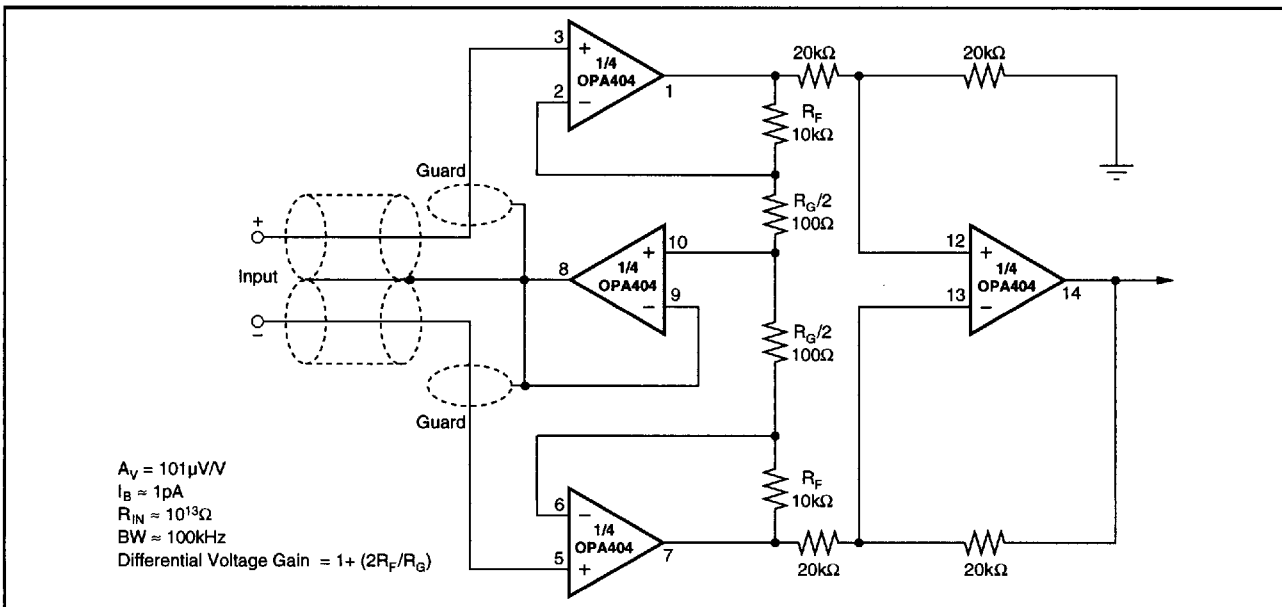 3
+
1/4
OPA404
2
−
1
20kΩ
20kΩ
R_F
10kΩ
Guard
R_G/2
100Ω
+
Input
−
8
1/4
OPA404
+
10
−
9
12
+
1/4
OPA404
13
−
14
R_G/2
100Ω
Guard
6
−
1/4
OPA404
5
+
7
R_F
10kΩ
20kΩ
20kΩ
A_V = 101µV/V
I_B ≈ 1pA
R_IN ≈ 10¹³Ω
BW ≈ 100kHz
Differential Voltage Gain = 1+ (2R_F/R_G)